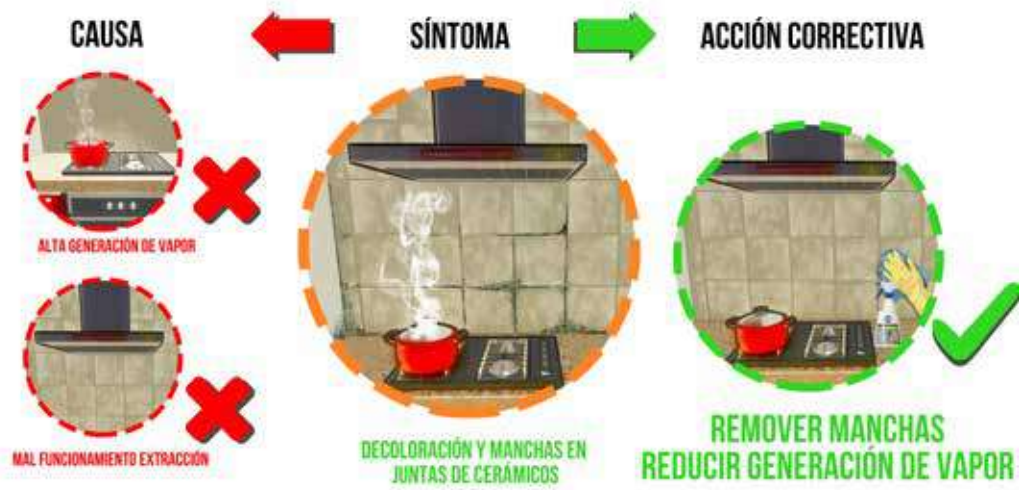 CAUSA
SÍNTOMA
ACCIÓN CORRECTIVA
ALTA GENERACIÓN DE VAPOR
MAL FUNCIONAMIENTO EXTRACCIÓN
DECOLORACIÓN Y MANCHAS EN
JUNTAS DE CERÁMICOS
REMOVER MANCHAS
REDUCIR GENERACIÓN DE VAPOR